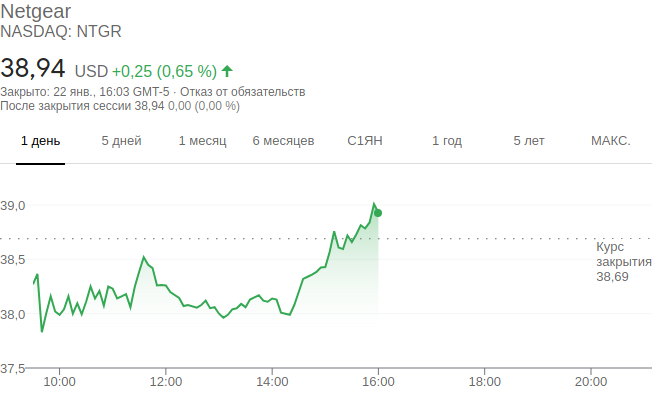 Netgear
NASDAQ: NTGR
38,94 USD +0,25 (0,65 %)
Закрыто: 22 янв., 16:03 GMT-5 · Отказ от обязательств
После закрытия сессии 38,94 0,00 (0,00 %)
1 день 5 дней 1 месяц 6 месяцев С1ЯН 1 год 5 лет МАКС.
39,0
Курс
закрытия
38,69
38,5
38,0
37,5
10:00 12:00 14:00 16:00 18:00 20:00